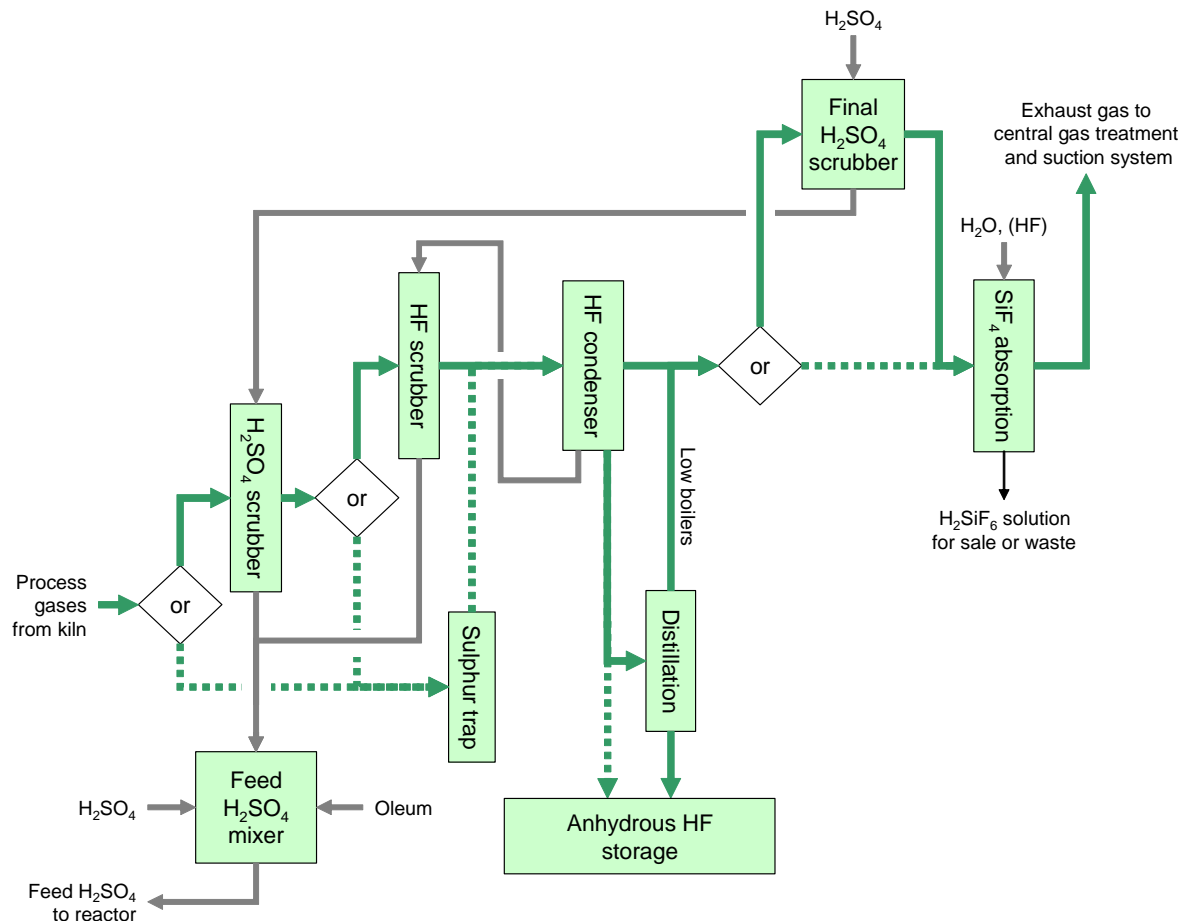 H₂SO₄
Final
H₂SO₄
scrubber
Exhaust gas to
central gas treatment
and suction system
H₂O, (HF)
HF scrubber
HF condenser
SiF₄ absorption
or
H₂SO₄ scrubber
or
Low boilers
H₂SiF₆ solution
for sale or waste
Process
gases
from kiln
or
Sulphur trap
Distillation
Feed
H₂SO₄
mixer
H₂SO₄
Oleum
Anhydrous HF
storage
Feed H₂SO₄
to reactor